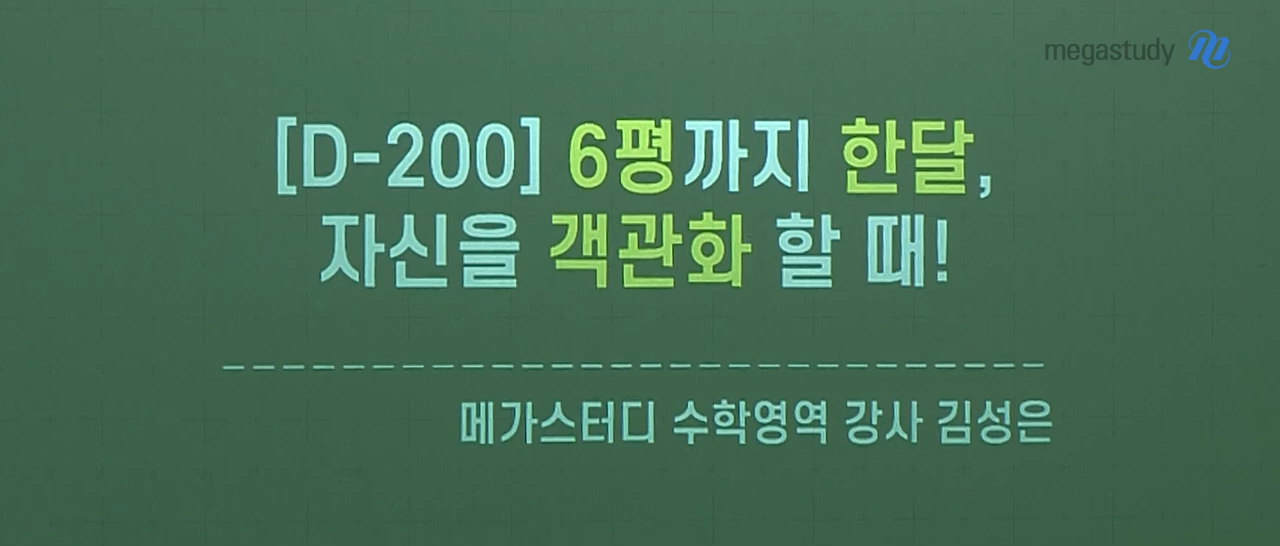 megastudy
[D-200] 6평까지 한달,
자신을 객관화 할 때!
메가스터디 수학영역 강사 김성은